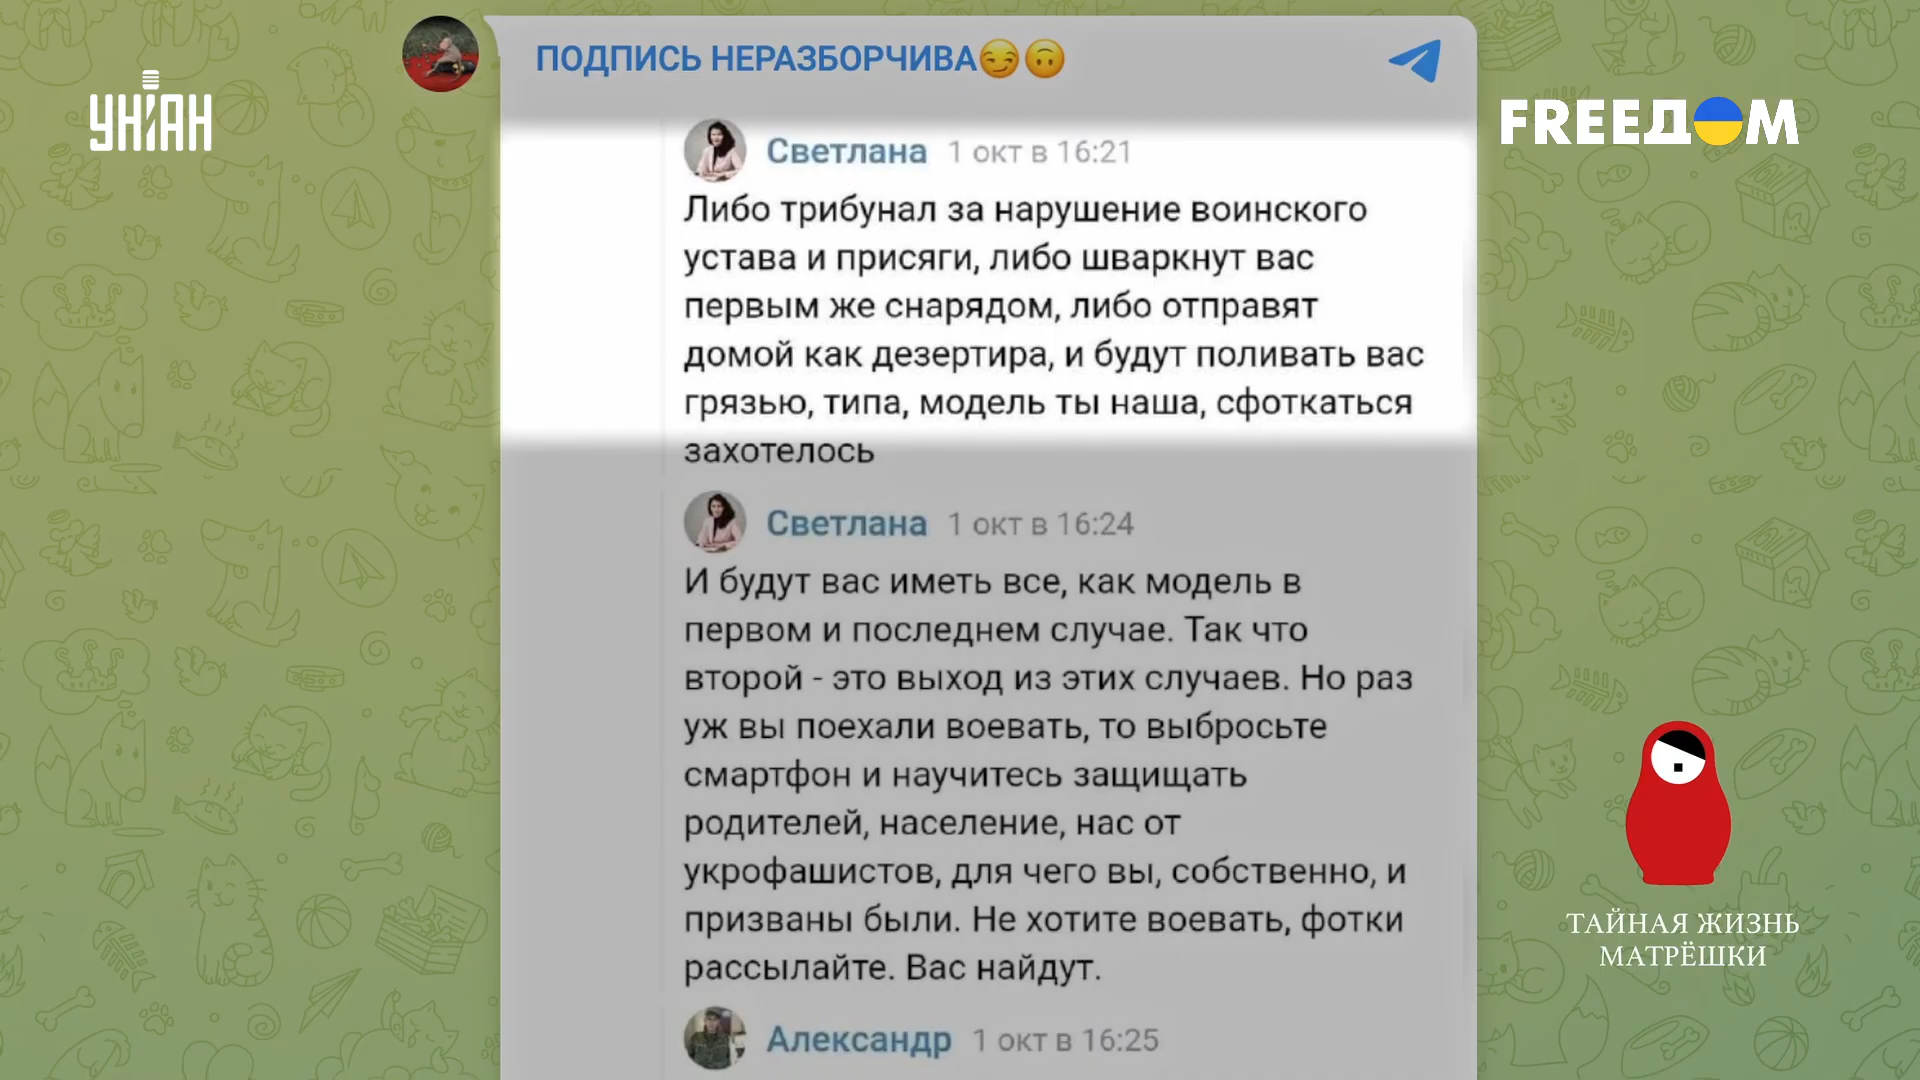 ПОДПИСЬ НЕРАЗБОРЧИВА😏🙃
УНІАН
FREEДОМ
Светлана 1 окт в 16:21
Либо трибунал за нарушение воинского
устава и присяги, либо шваркнут вас
первым же снарядом, либо отправят
домой как дезертира, и будут поливать вас
грязью, типа, модель ты наша, сфоткаться
захотелось
Светлана 1 окт в 16:24
И будут вас иметь все, как модель в
первом и последнем случае. Так что
второй - это выход из этих случаев. Но раз
уж вы поехали воевать, то выбросьте
смартфон и научитесь защищать
родителей, население, нас от
укрофашистов, для чего вы, собственно, и
призваны были. Не хотите воевать, фотки
рассылайте. Вас найдут.
ТАЙНАЯ ЖИЗНЬ
МАТРЁШКИ
Александр 1 окт в 16:25